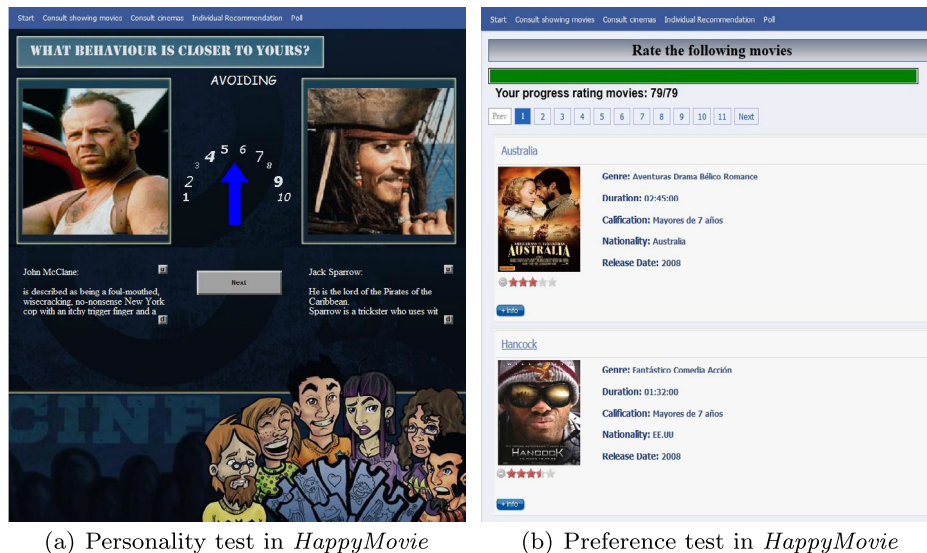 Start Consult showing movies Consult cinemas Individual Recommendation Poll
WHAT BEHAVIOUR IS CLOSER TO YOURS?
AVOIDING
1 2 3 4 5 6 7 8 9 10
John McClane:
u
is described as being a foul-mouthed,
wisecracking, no-nonsense New York
cop with an itchy trigger finger and a
d
Next
Jack Sparrow:
u
He is the lord of the Pirates of the
Caribbean.
Sparrow is a trickster who uses wit
d
CINE
(a) Personality test in HappyMovie
Start Consult showing movies Consult cinemas Individual Recommendation Poll
Rate the following movies
Your progress rating movies: 79/79
Prev 1 2 3 4 5 6 7 8 9 10 11 Next
Australia
AUSTRALIA
Genre: Aventuras Drama Bélico Romance
Duration: 02:45:00
Calification: Mayores de 7 años
Nationality: Australia
Release Date: 2008
+info
Hancock
HANCOCK
Genre: Fantástico Comedia Acción
Duration: 01:32:00
Calification: Mayores de 7 años
Nationality: EE.UU
Release Date: 2008
+info
(b) Preference test in HappyMovie